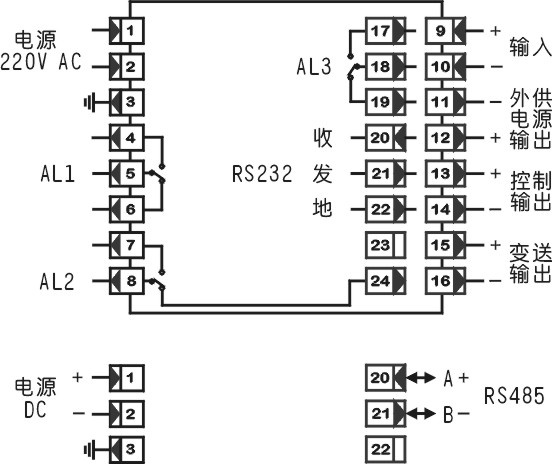 电源
220V AC
1
2
3
4
AL1
5
6
7
AL2
8
AL3
17
18
19
收
20
RS232
发
21
地
22
23
24
9
+
输入
10
−
11
−
外供
电源
输出
12
+
13
+
控制
输出
14
−
15
+
变送
输出
16
−
电源
DC
+
1
−
2
3
20
A+
21
B−
RS485
22